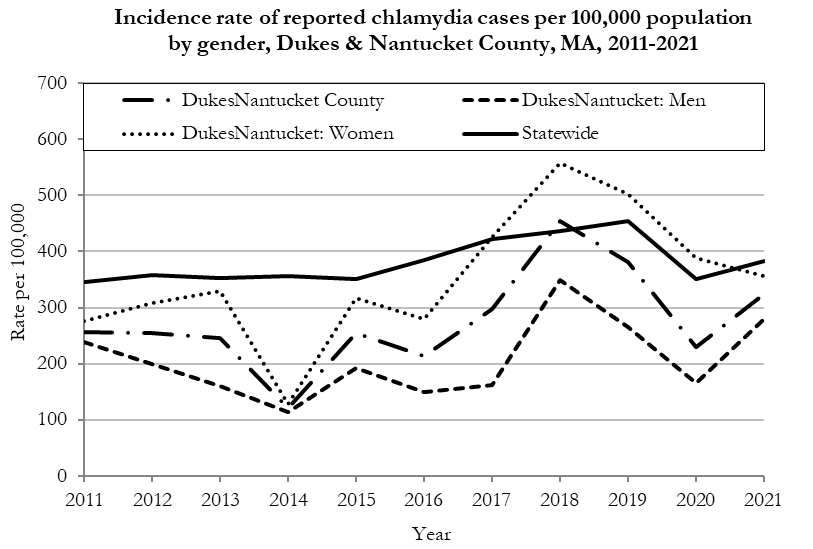 Incidence rate of reported chlamydia cases per 100,000 population
by gender, Dukes & Nantucket County, MA, 2011-2021
700
600
500
400
300
200
100
0
Rate per 100,000
DukesNantucket County
DukesNantucket: Men
DukesNantucket: Women
Statewide
2011 2012 2013 2014 2015 2016 2017 2018 2019 2020 2021
Year